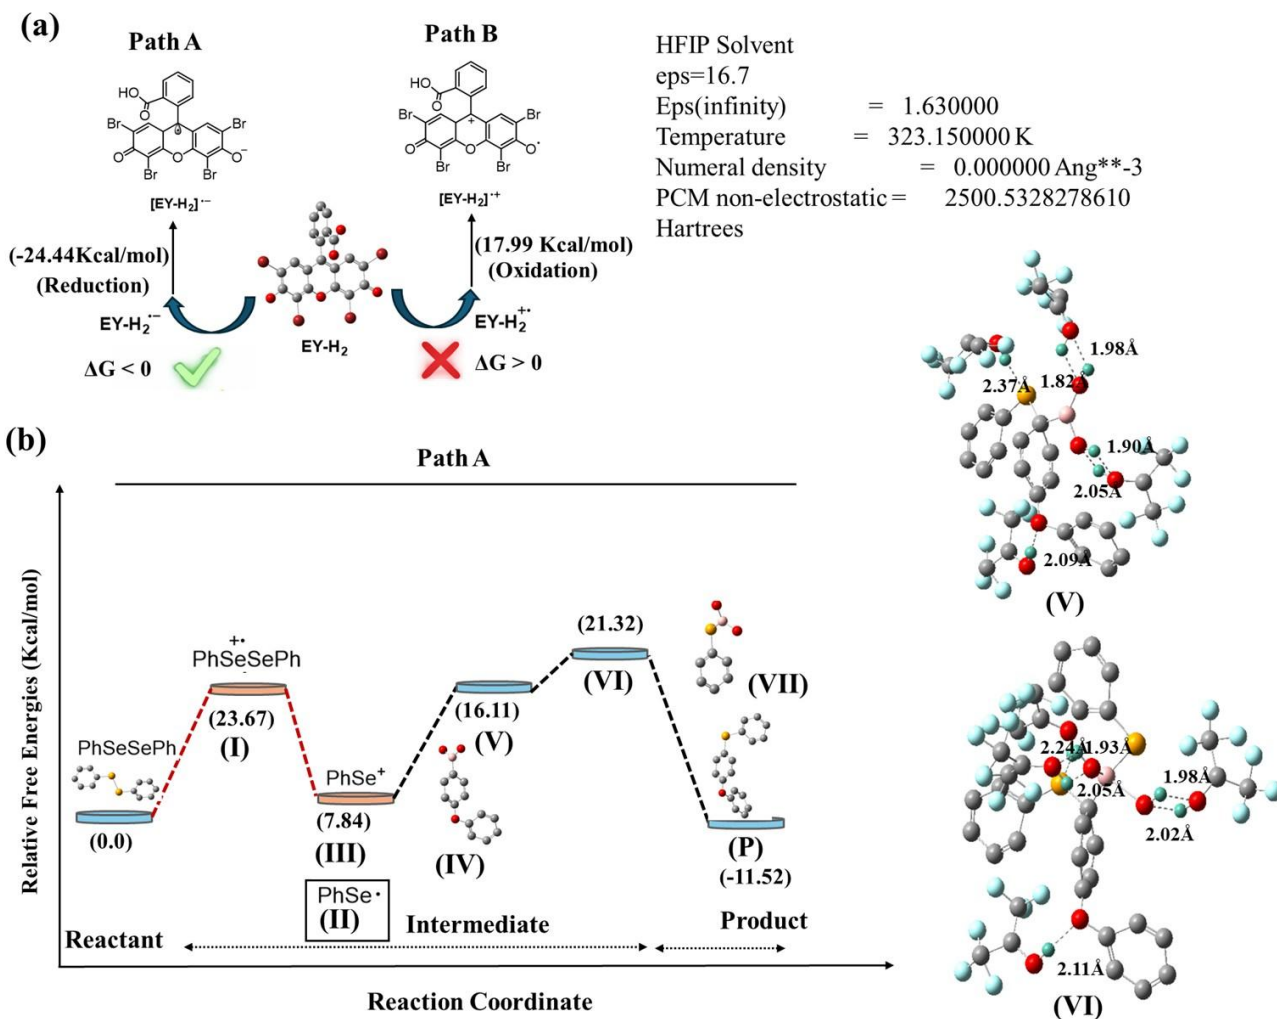 (a)
Path A
HO
O
Br
Br
O
O
O⁻
Br
Br
[EY-H₂]·−
(-24.44Kcal/mol)
(Reduction)
EY-H₂·−
ΔG < 0
EY-H₂
Path B
HO
O
Br
+
Br
O
O
O·
Br
Br
[EY-H₂]·+
(17.99 Kcal/mol)
(Oxidation)
EY-H₂+·
ΔG > 0
HFIP Solvent
eps=16.7
Eps(infinity) = 1.630000
Temperature = 323.150000 K
Numeral density = 0.000000 Ang**-3
PCM non-electrostatic = 2500.5328278610
Hartrees
1.98Å
2.37Å
1.82Å
1.90Å
2.05Å
2.09Å
(V)
2.24Å
1.93Å
2.05Å
1.98Å
2.02Å
2.11Å
(VI)
(b)
Path A
Relative Free Energies (Kcal/mol)
PhSeSePh
(0.0)
Reactant
+·
PhSeSePh
(23.67)
(I)
PhSe⁺
(7.84)
(III)
PhSe·
(II)
(16.11)
(V)
(IV)
(21.32)
(VI)
(VII)
(P)
(-11.52)
Intermediate
Product
Reaction Coordinate